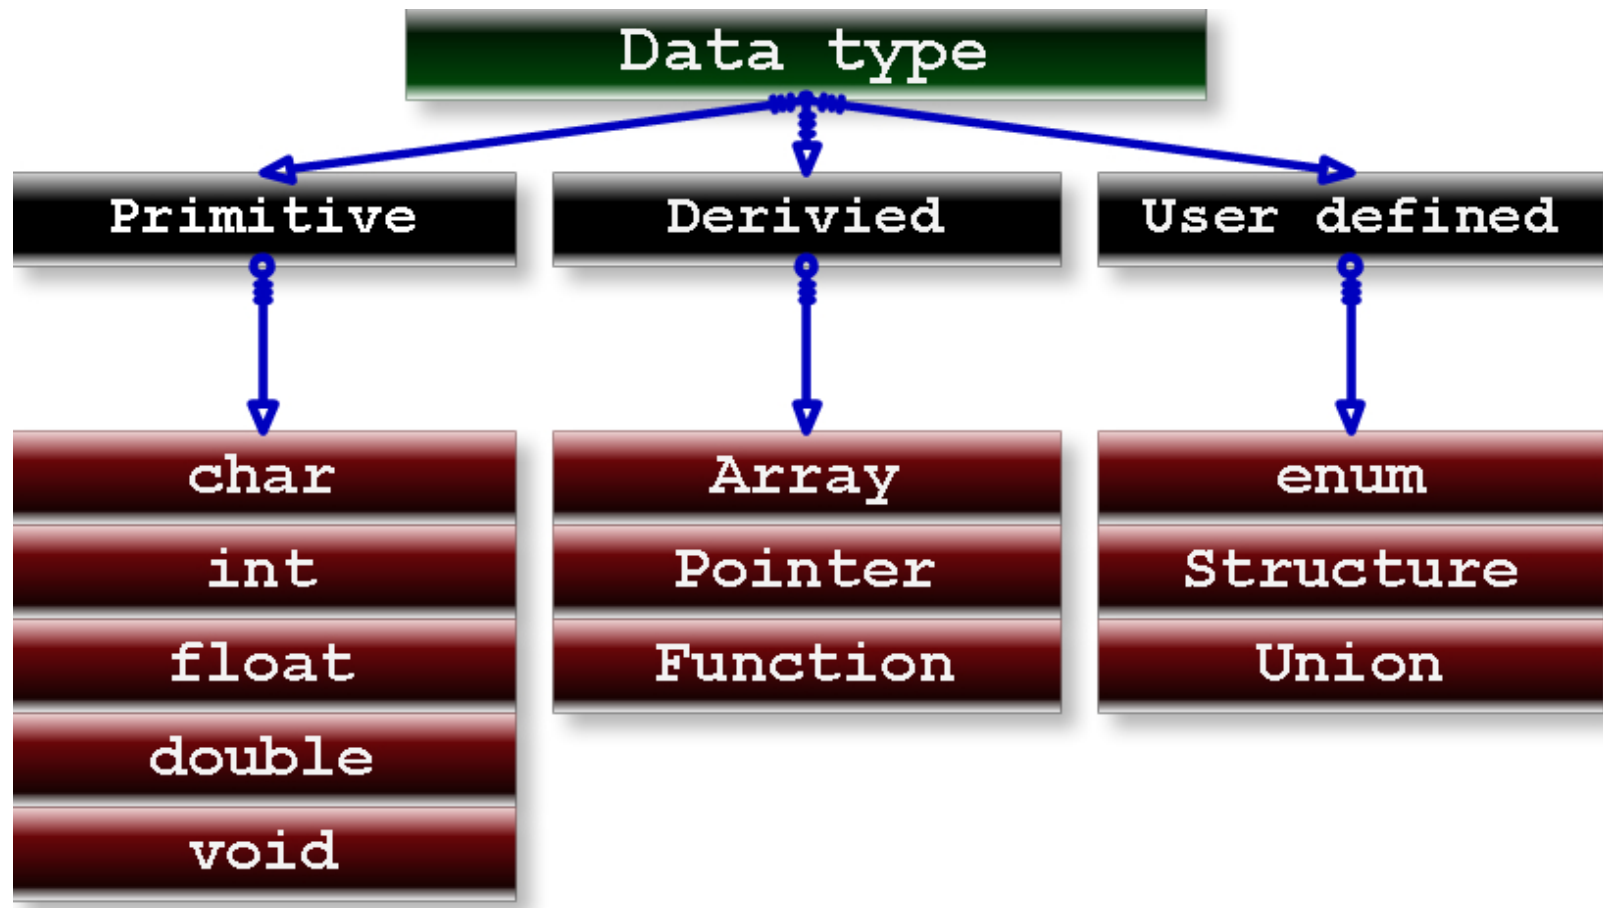 Data type
Primitive
Derivied
User defined
char
int
float
double
void
Array
Pointer
Function
enum
Structure
Union